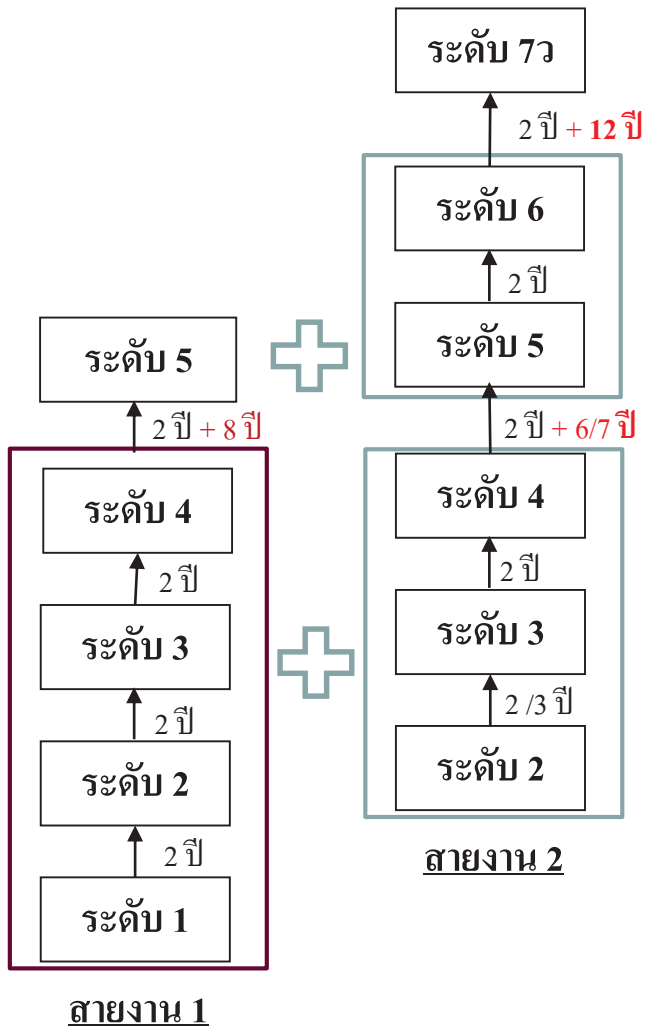 ระดับ 7ว
2 ปี + 12 ปี
ระดับ 6
2 ปี
ระดับ 5
2 ปี + 6/7 ปี
ระดับ 4
2 ปี
ระดับ 3
2 /3 ปี
ระดับ 2
สายงาน 2
ระดับ 5
2 ปี + 8 ปี
ระดับ 4
2 ปี
ระดับ 3
2 ปี
ระดับ 2
2 ปี
ระดับ 1
สายงาน 1